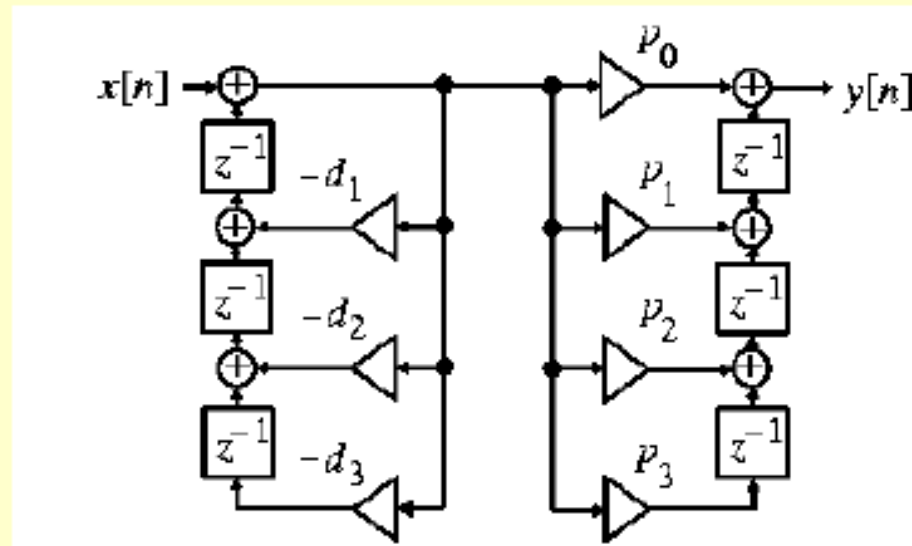 p₀
x[n] y[n]
z⁻¹ z⁻¹
-d₁ p₁
z⁻¹ z⁻¹
-d₂ p₂
z⁻¹ z⁻¹
-d₃ p₃